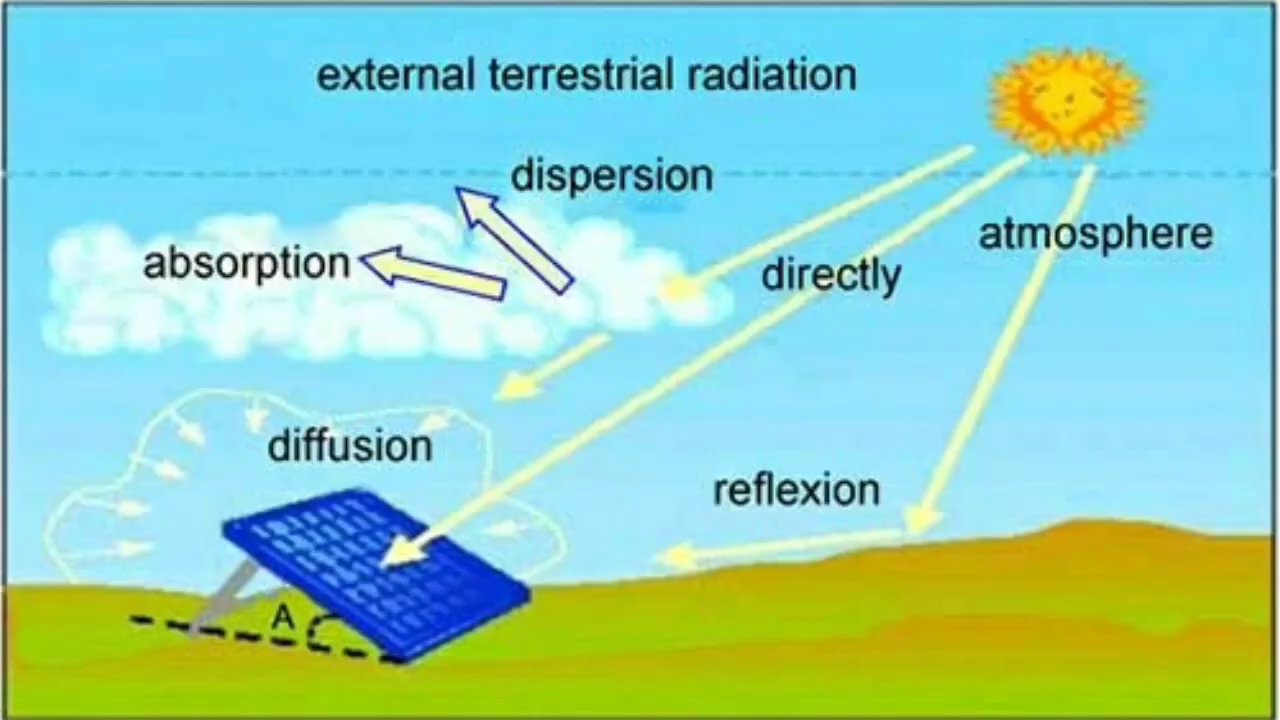 external terrestrial radiation
dispersion
atmosphere
absorption
directly
diffusion
reflexion
A